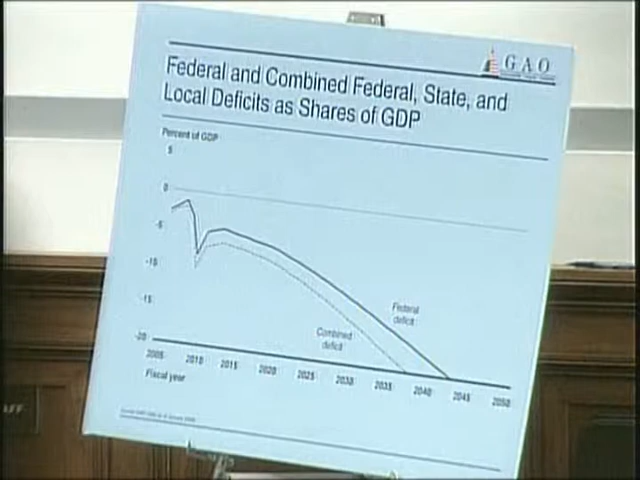 GAO
Federal and Combined Federal, State, and
Local Deficits as Shares of GDP
Percent of GDP
5
0
-5
-10
-15
-20
Federal
deficit
Combined
deficit
2005 2010 2015 2020 2025 2030 2035 2040 2045 2050
Fiscal year
AFF